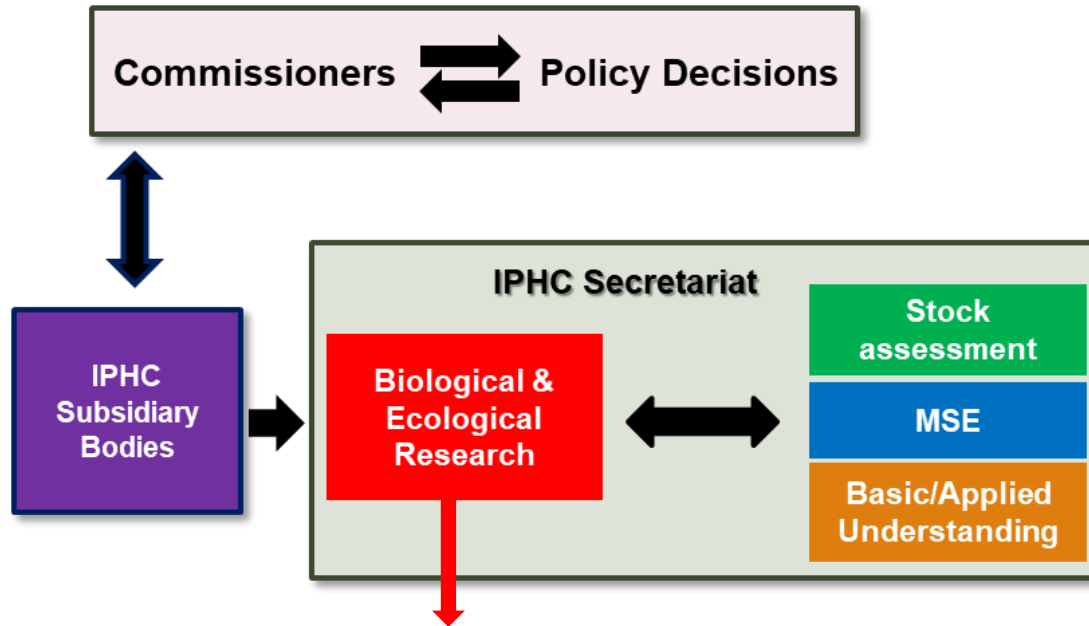 Commissioners
Policy Decisions
IPHC Secretariat
IPHC
Subsidiary
Bodies
Biological &
Ecological
Research
Stock
assessment
MSE
Basic/Applied
Understanding